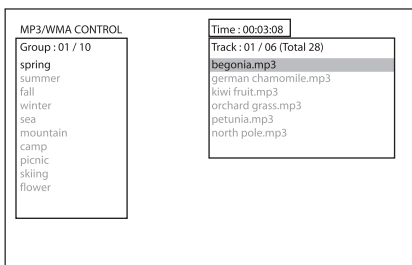 MP3/WMA CONTROL
Group : 01 / 10
spring
summer
fall
winter
sea
mountain
camp
picnic
skiing
flower
Time : 00:03:08
Track : 01 / 06 (Total 28)
begonia.mp3
german chamomile.mp3
kiwi fruit.mp3
orchard grass.mp3
petunia.mp3
north pole.mp3